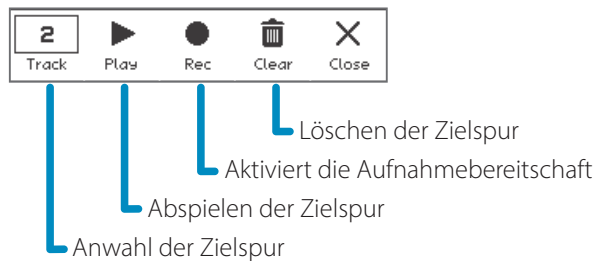 2
Track Play Rec Clear Close
Löschen der Zielspur
Aktiviert die Aufnahmebereitschaft
Abspielen der Zielspur
Anwahl der Zielspur